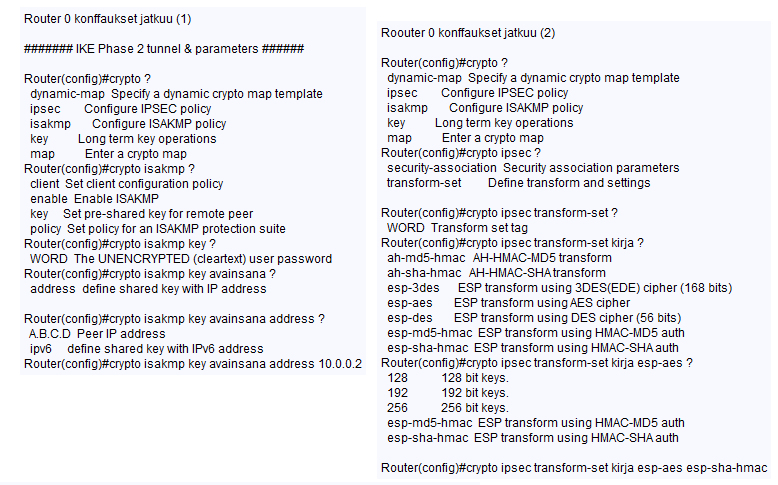 Router 0 konffaukset jatkuu (1)
####### IKE Phase 2 tunnel & parameters ######
Router(config)#crypto ?
dynamic-map Specify a dynamic crypto map template
ipsec Configure IPSEC policy
isakmp Configure ISAKMP policy
key Long term key operations
map Enter a crypto map
Router(config)#crypto isakmp ?
client Set client configuration policy
enable Enable ISAKMP
key Set pre-shared key for remote peer
policy Set policy for an ISAKMP protection suite
Router(config)#crypto isakmp key ?
WORD The UNENCRYPTED (cleartext) user password
Router(config)#crypto isakmp key avainsana ?
address define shared key with IP address
Router(config)#crypto isakmp key avainsana address ?
A.B.C.D Peer IP address
ipv6 define shared key with IPv6 address
Router(config)#crypto isakmp key avainsana address 10.0.0.2
Roouter 0 konffaukset jatkuu (2)
Router(config)#crypto ?
dynamic-map Specify a dynamic crypto map template
ipsec Configure IPSEC policy
isakmp Configure ISAKMP policy
key Long term key operations
map Enter a crypto map
Router(config)#crypto ipsec ?
security-association Security association parameters
transform-set Define transform and settings
Router(config)#crypto ipsec transform-set ?
WORD Transform set tag
Router(config)#crypto ipsec transform-set kirja ?
ah-md5-hmac AH-HMAC-MD5 transform
ah-sha-hmac AH-HMAC-SHA transform
esp-3des ESP transform using 3DES(EDE) cipher (168 bits)
esp-aes ESP transform using AES cipher
esp-des ESP transform using DES cipher (56 bits)
esp-md5-hmac ESP transform using HMAC-MD5 auth
esp-sha-hmac ESP transform using HMAC-SHA auth
Router(config)#crypto ipsec transform-set kirja esp-aes ?
128 128 bit keys.
192 192 bit keys.
256 256 bit keys.
esp-md5-hmac ESP transform using HMAC-MD5 auth
esp-sha-hmac ESP transform using HMAC-SHA auth
Router(config)#crypto ipsec transform-set kirja esp-aes esp-sha-hmac